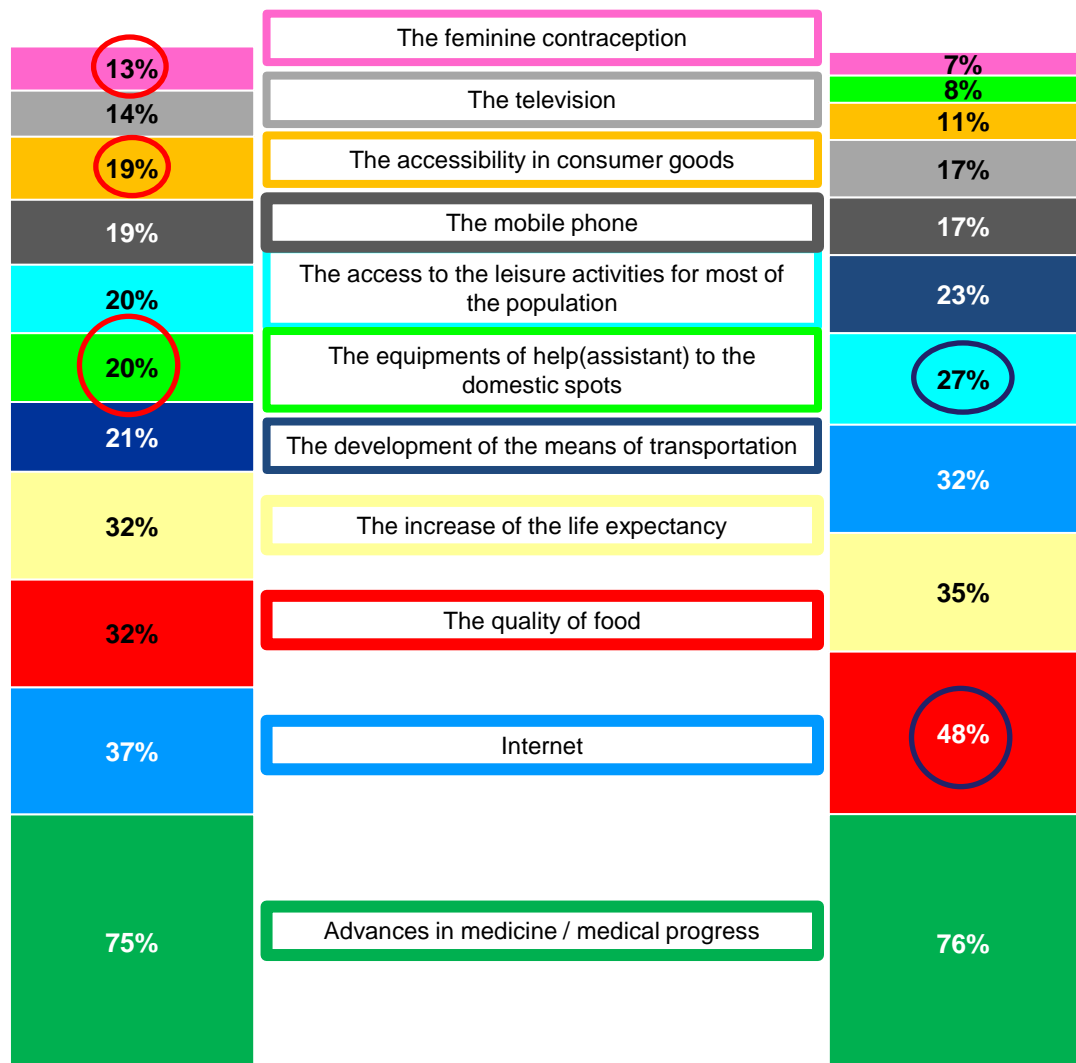 The feminine contraception
13%
7%
8%
The television
14%
11%
The accessibility in consumer goods
19%
17%
The mobile phone
19%
17%
The access to the leisure activities for most of
the population
20%
23%
The equipments of help(assistant) to the
domestic spots
20%
27%
The development of the means of transportation
21%
32%
The increase of the life expectancy
32%
35%
The quality of food
32%
48%
Internet
37%
Advances in medicine / medical progress
75%
76%